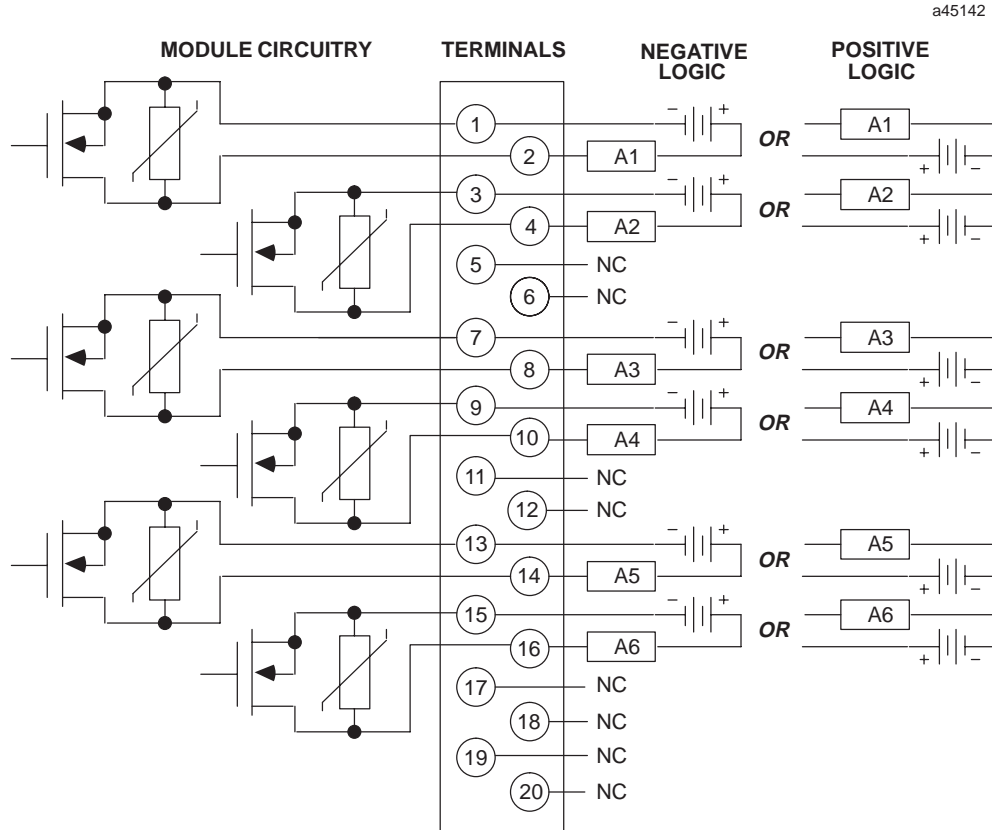 a45142
MODULE CIRCUITRY TERMINALS NEGATIVE LOGIC POSITIVE LOGIC
1 - + OR A1
2 A1 + -
3 - + OR A2
4 A2 + -
5 NC
6 NC
7 - + OR A3
8 A3 + -
9 - + OR A4
10 A4 + -
11 NC
12 NC
13 - + OR A5
14 A5 + -
15 - + OR A6
16 A6 + -
17 NC
18 NC
19 NC
20 NC